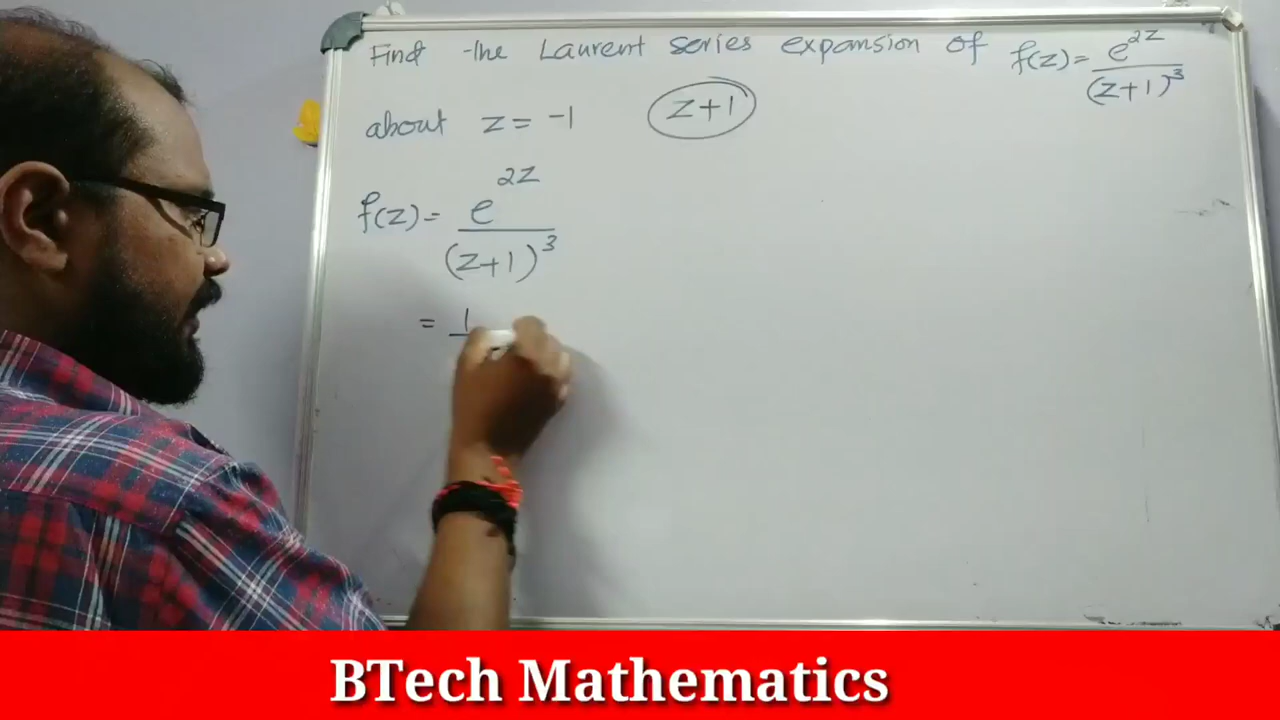 Find the Laurent series expansion of f(z)= e^{2z}/(z+1)^3
about z = -1 z+1
f(z)= e^{2z}/(z+1)^3
= 1
BTech Mathematics